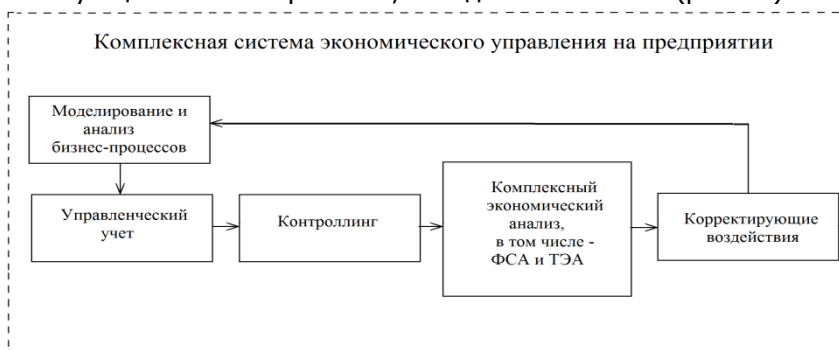 Комплексная система экономического управления на предприятии
Моделирование и
анализ
бизнес-процессов
Управленческий
учет
Контроллинг
Комплексный
экономический
анализ,
в том числе -
ФСА и ТЭА
Корректирующие
воздействия